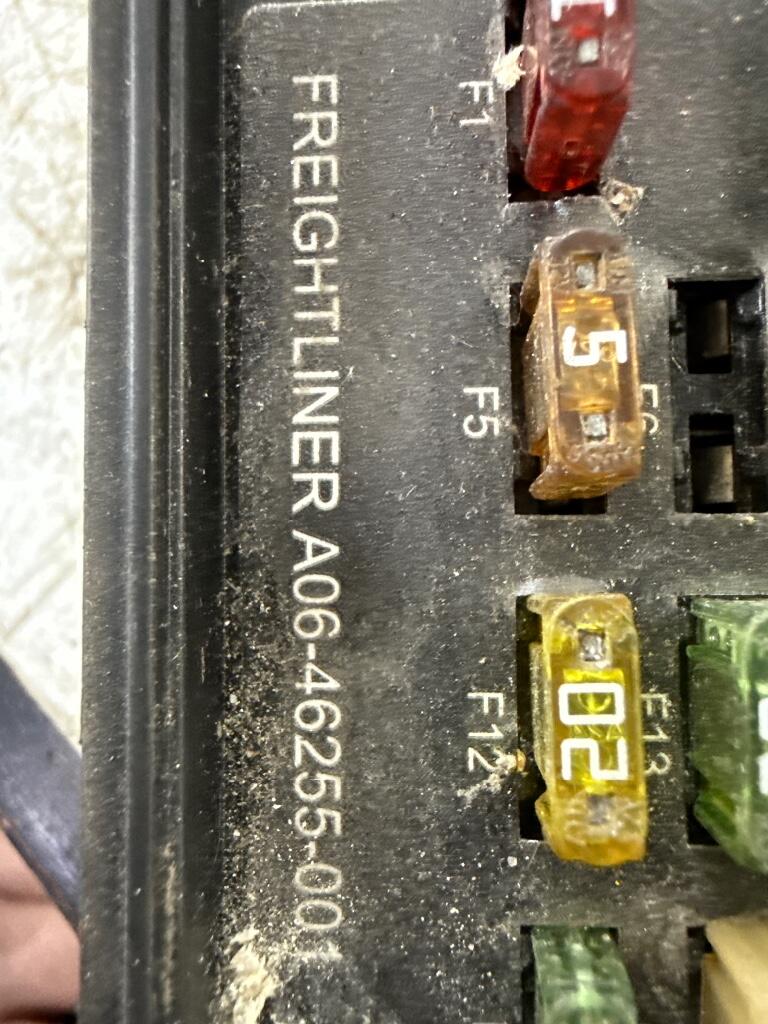 FREIGHTLINER A06-46255-001
F1
F5
5
F6
F12
20
F13